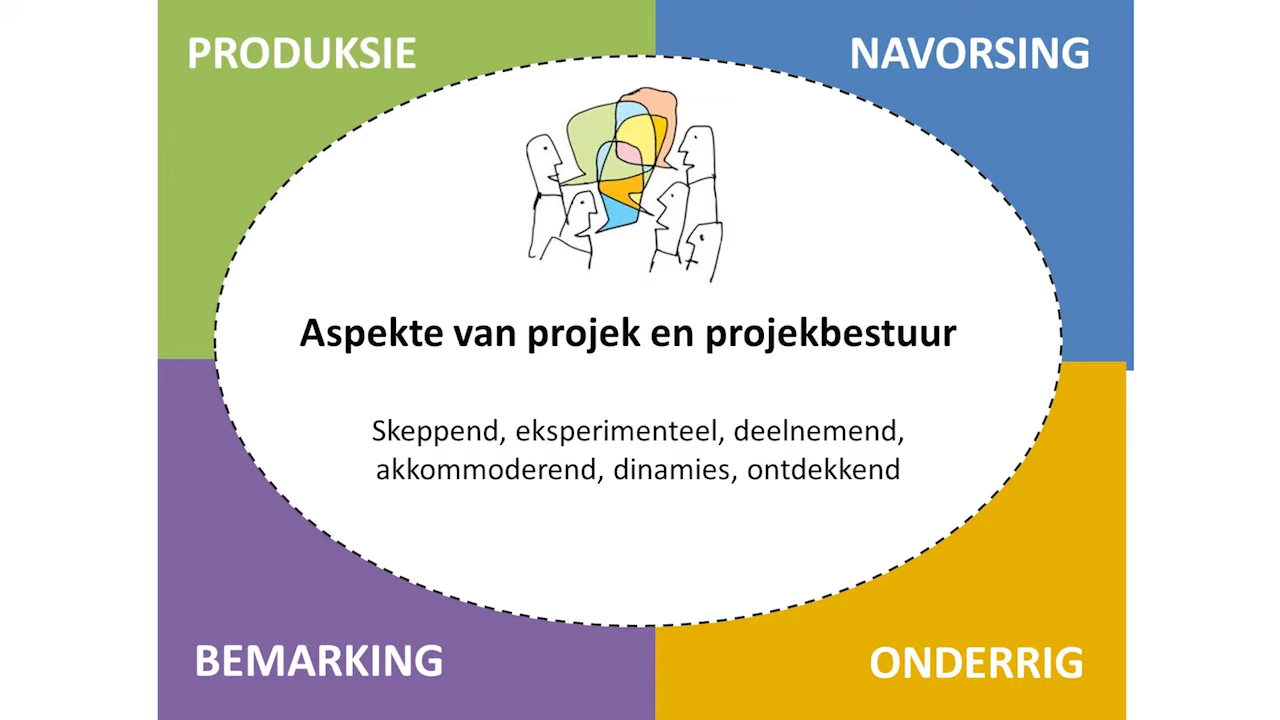 PRODUKSIE
NAVORSING
Aspekte van projek en projekbestuur
Skeppend, eksperimenteel, deelnemend,
akkommoderend, dinamies, ontdekkend
BEMARKING
ONDERRIG